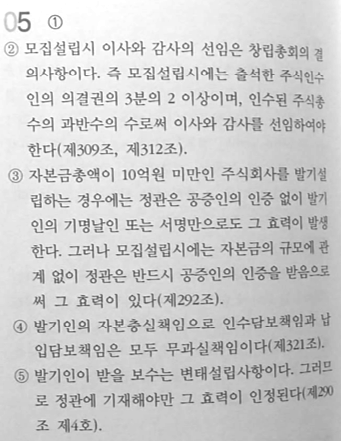 05 ①
② 모집설립시 이사와 감사의 선임은 창립총회의 결
의사항이다. 즉 모집설립시에는 출석한 주식인수
인의 의결권의 3분의 2 이상이며, 인수된 주식총
수의 과반수의 수로써 이사와 감사를 선임하여야
한다(제309조, 제312조).
③ 자본금총액이 10억원 미만인 주식회사를 발기설
립하는 경우에는 정관은 공증인의 인증 없이 발기
인의 기명날인 또는 서명만으로도 그 효력이 발생
한다. 그러나 모집설립시에는 자본금의 규모에 관
계 없이 정관은 반드시 공증인의 인증을 받음으로
써 그 효력이 있다(제292조).
④ 발기인의 자본충실책임으로 인수담보책임과 납
입담보책임은 모두 무과실책임이다(제321조).
⑤ 발기인이 받을 보수는 변태설립사항이다. 그러므
로 정관에 기재해야만 그 효력이 인정된다(제290
조 제4호).